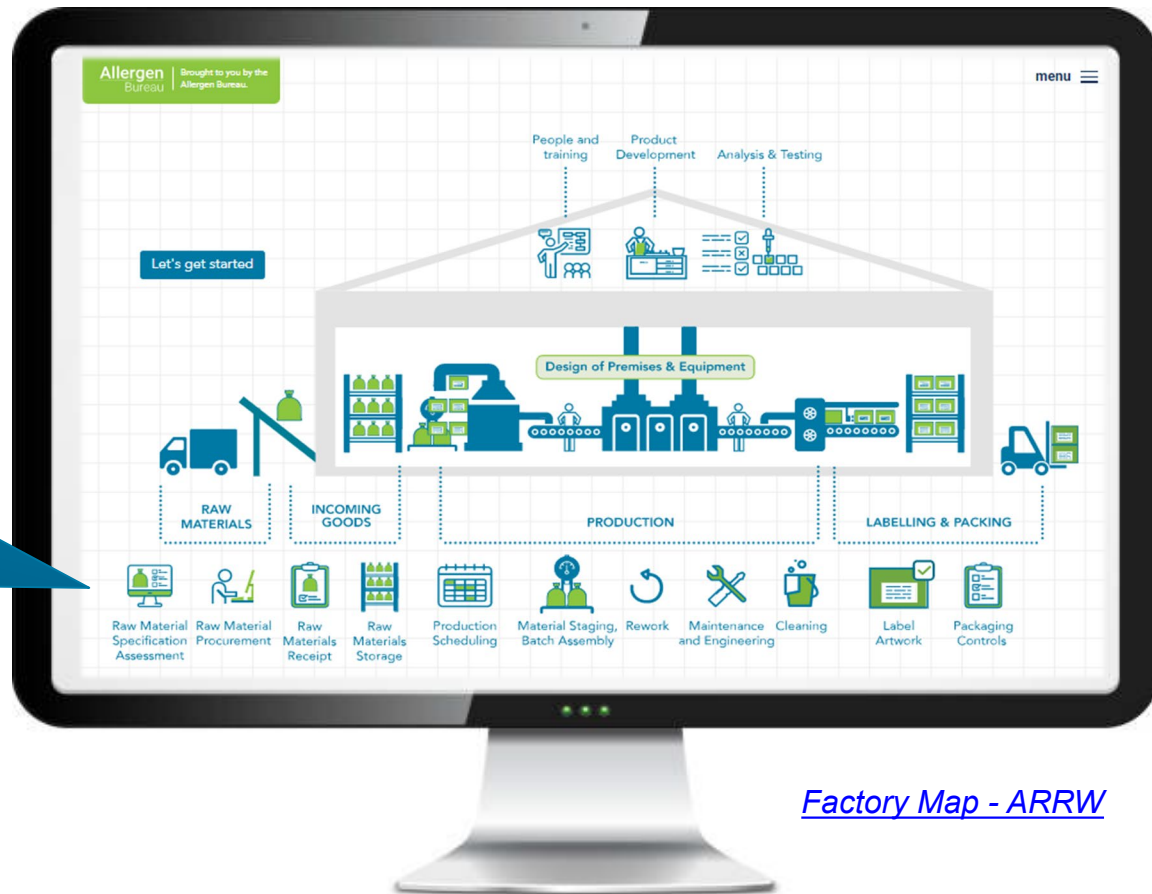 Allergen
Bureau
Brought to you by the
Allergen Bureau.
menu
People and
training
Product
Development
Analysis & Testing
Let's get started
Design of Premises & Equipment
RAW
MATERIALS
INCOMING
GOODS
PRODUCTION
LABELLING & PACKING
Raw Material
Specification
Assessment
Raw Material
Procurement
Raw
Materials
Receipt
Raw
Materials
Storage
Production
Scheduling
Material Staging,
Batch Assembly
Rework
Maintenance
and Engineering
Cleaning
Label
Artwork
Packaging
Controls
Factory Map - ARRW